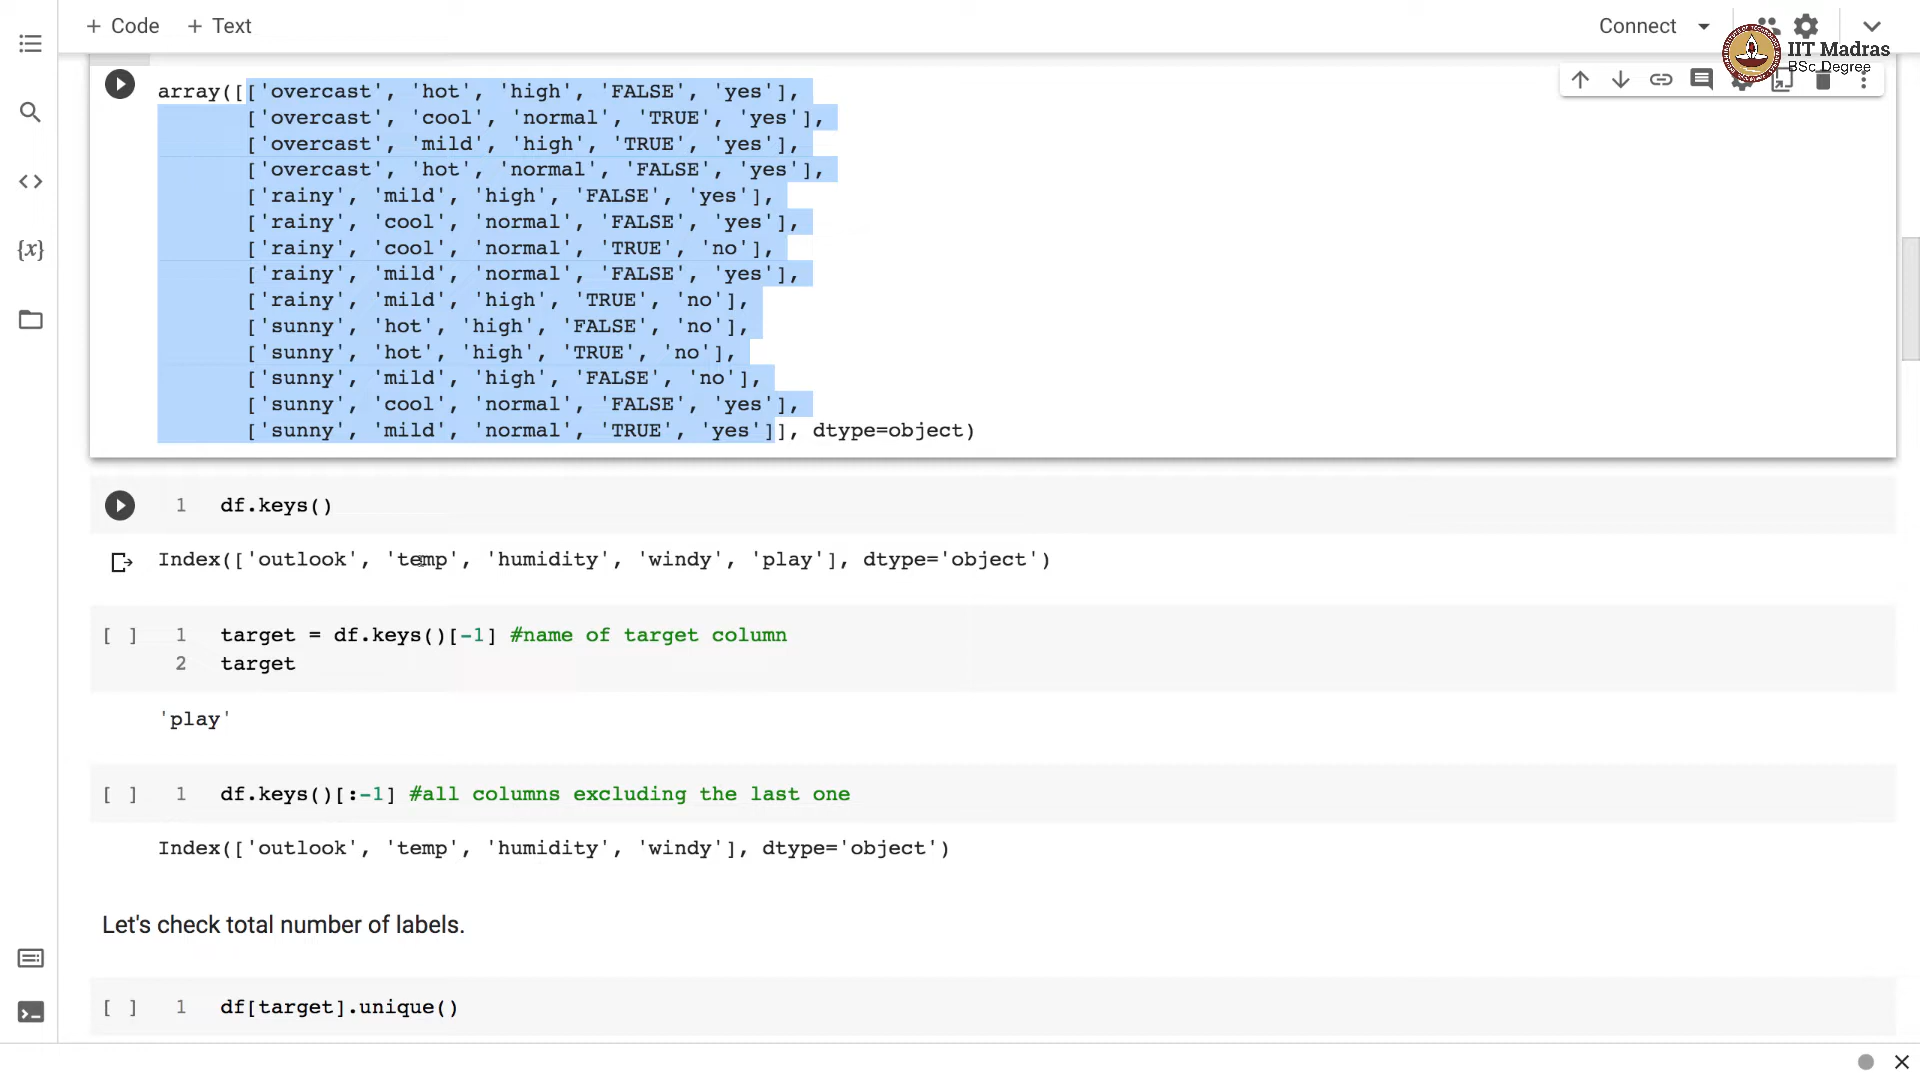 + Code + Text
Connect
IIT Madras
BSc Degree
array([['overcast', 'hot', 'high', 'FALSE', 'yes'],
['overcast', 'cool', 'normal', 'TRUE', 'yes'],
['overcast', 'mild', 'high', 'TRUE', 'yes'],
['overcast', 'hot', 'normal', 'FALSE', 'yes'],
['rainy', 'mild', 'high', 'FALSE', 'yes'],
['rainy', 'cool', 'normal', 'FALSE', 'yes'],
['rainy', 'cool', 'normal', 'TRUE', 'no'],
['rainy', 'mild', 'normal', 'FALSE', 'yes'],
['rainy', 'mild', 'high', 'TRUE', 'no'],
['sunny', 'hot', 'high', 'FALSE', 'no'],
['sunny', 'hot', 'high', 'TRUE', 'no'],
['sunny', 'mild', 'high', 'FALSE', 'no'],
['sunny', 'cool', 'normal', 'FALSE', 'yes'],
['sunny', 'mild', 'normal', 'TRUE', 'yes']], dtype=object)
1 df.keys()
Index(['outlook', 'temp', 'humidity', 'windy', 'play'], dtype='object')
[ ] 1 target = df.keys()[-1] #name of target column
2 target
'play'
[ ] 1 df.keys()[:-1] #all columns excluding the last one
Index(['outlook', 'temp', 'humidity', 'windy'], dtype='object')
Let's check total number of labels.
[ ] 1 df[target].unique()